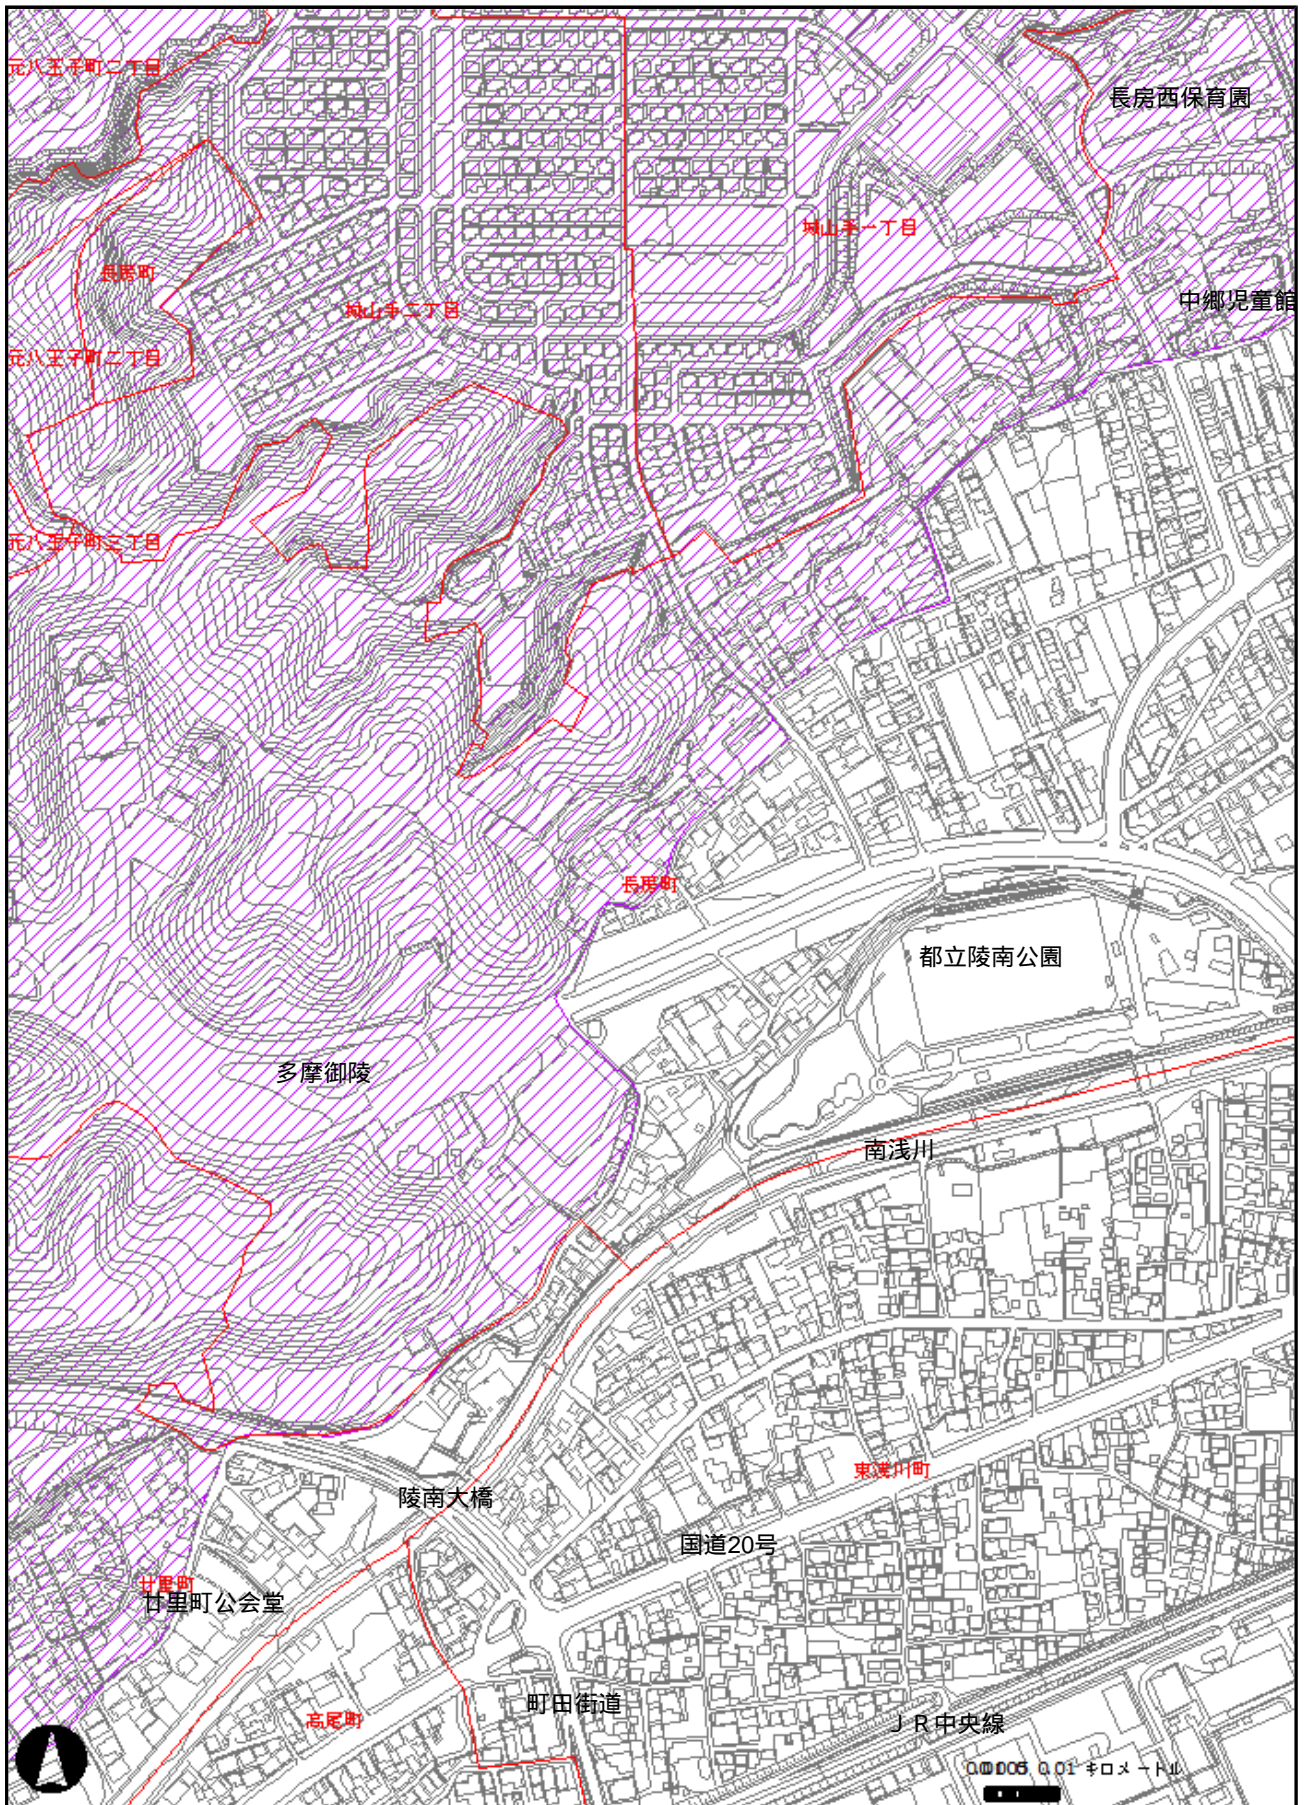 元八王子町二丁目
長房西保育園
城山手一丁目
長房町
中郷児童館
城山手二丁目
元八王子町二丁目
元八王子町三丁目
長房町
都立陵南公園
多摩御陵
南浅川
東浅川町
陵南大橋
国道20号
廿里町
廿里町公会堂
町田街道
高尾町
ＪＲ中央線
0.01 キロメートル